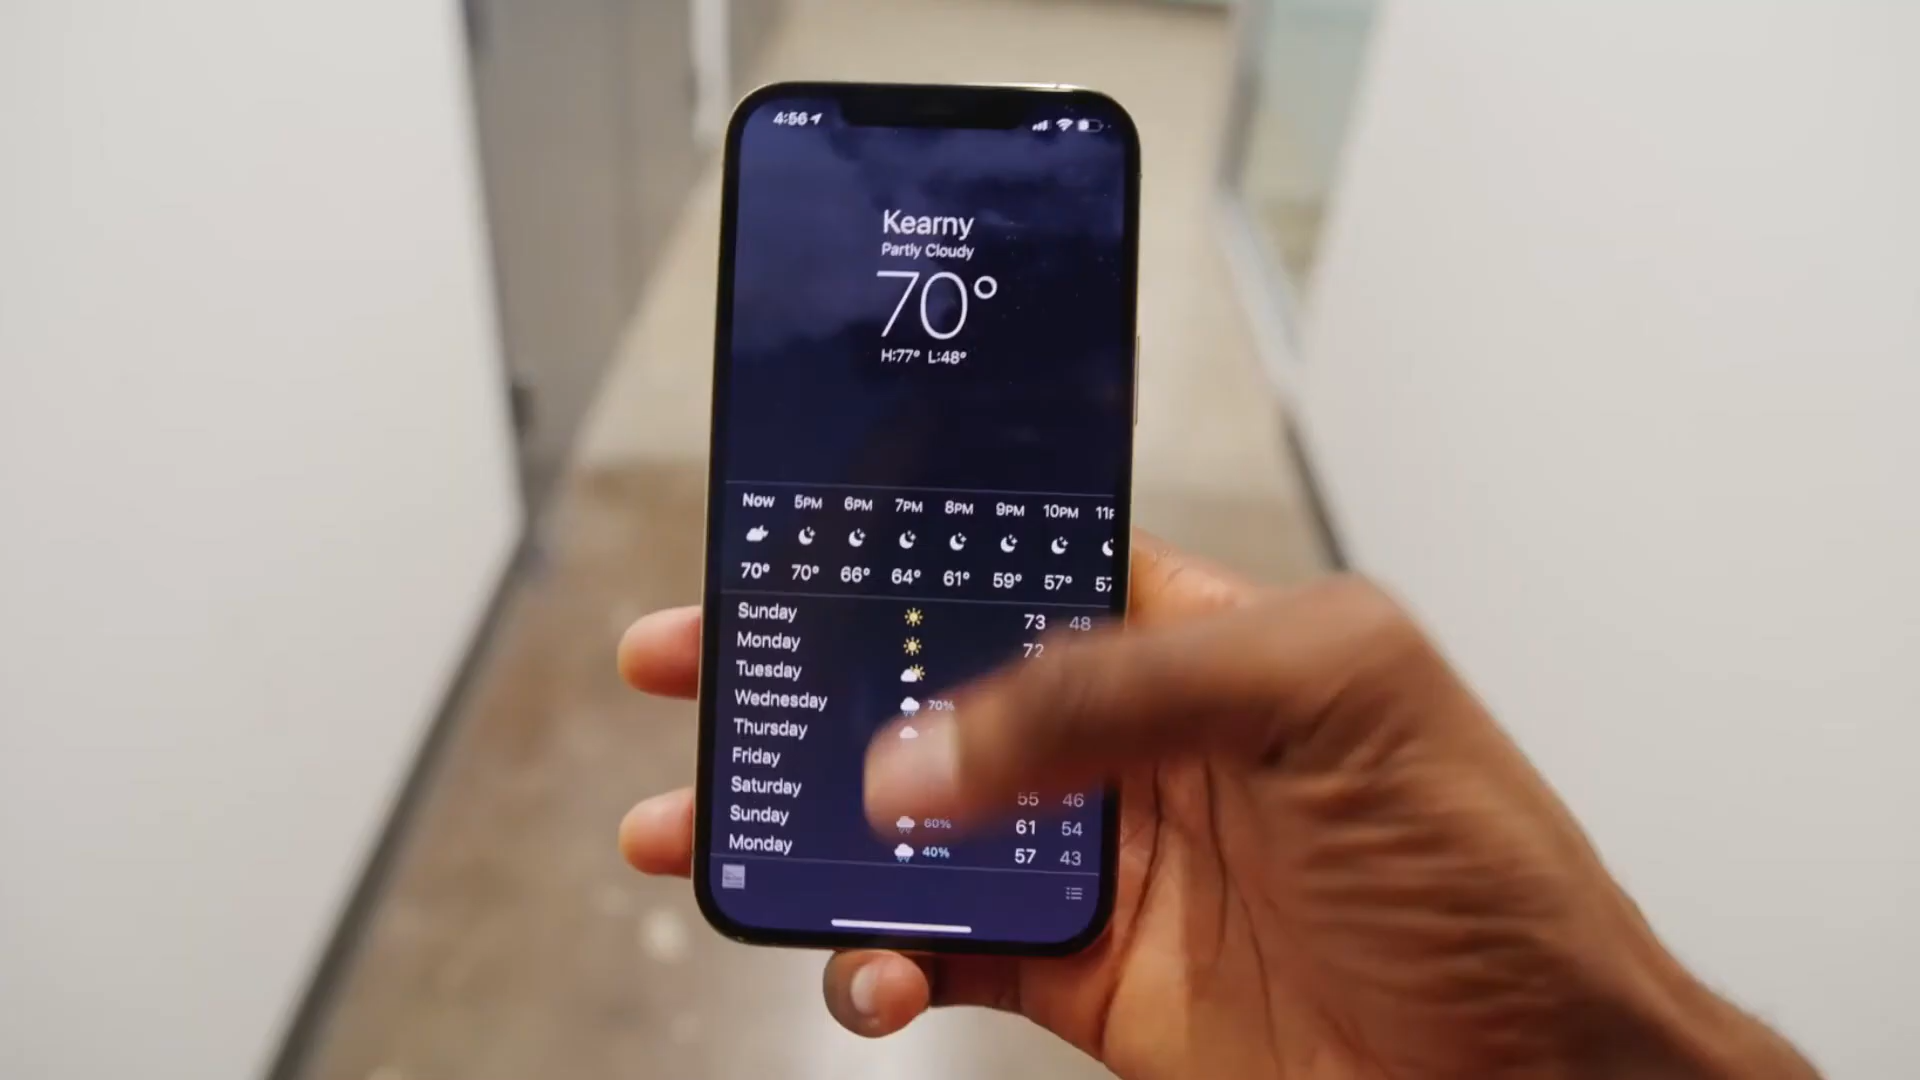 4:56
Kearny
Partly Cloudy
70°
H:77° L:48°
Now 5PM 6PM 7PM 8PM 9PM 10PM 11P
70° 70° 66° 64° 61° 59° 57° 57
Sunday 73 48
Monday 72
Tuesday
Wednesday 70%
Thursday
Friday
Saturday 55 46
Sunday 60% 61 54
Monday 40% 57 43